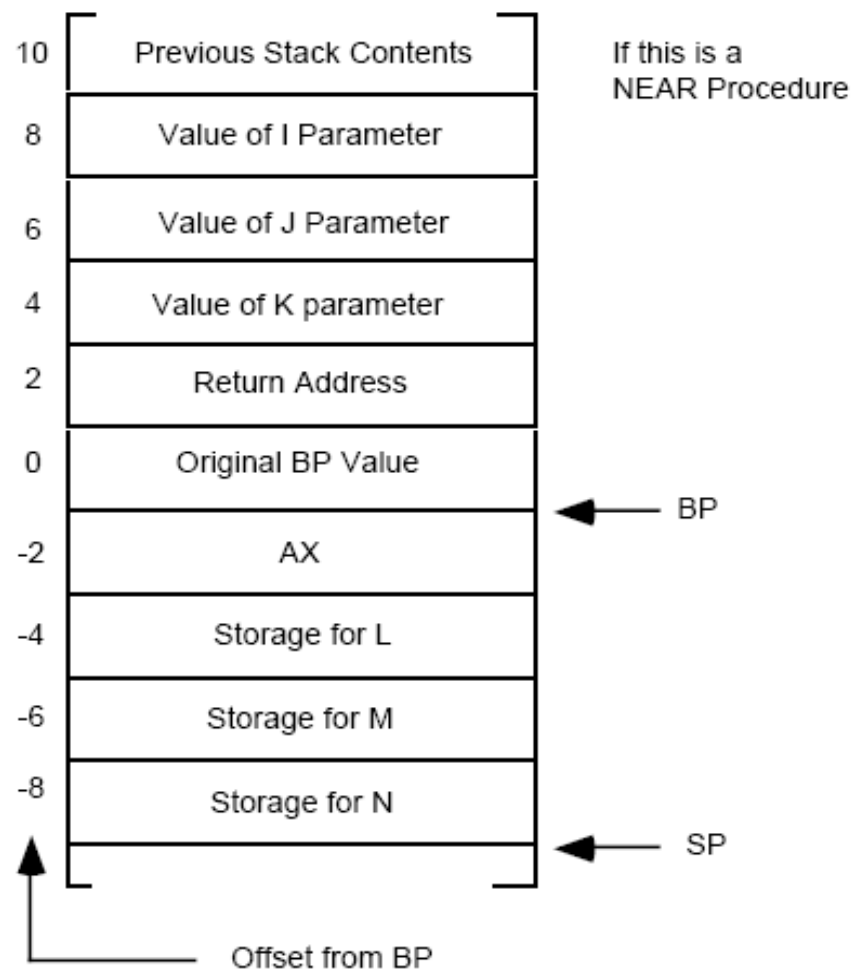 10 Previous Stack Contents If this is a
NEAR Procedure
8 Value of I Parameter
6 Value of J Parameter
4 Value of K parameter
2 Return Address
0 Original BP Value
BP
-2 AX
-4 Storage for L
-6 Storage for M
-8 Storage for N
SP
Offset from BP